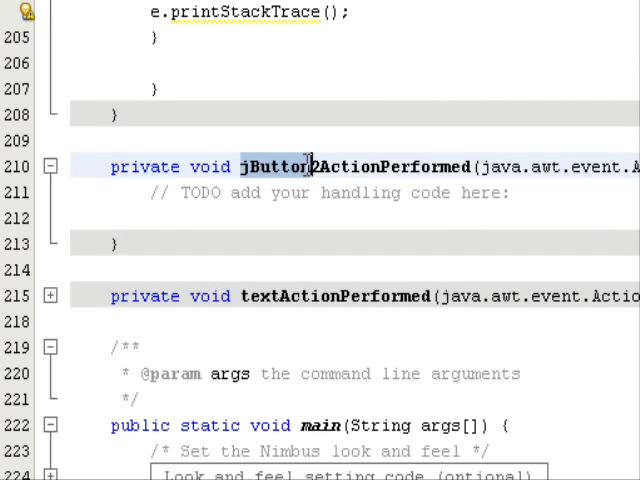 e.printStackTrace();
205 }
206
207 }
208 }
209
210 private void jButton2ActionPerformed(java.awt.event.A
211 // TODO add your handling code here:
212
213 }
214
215 private void textActionPerformed(java.awt.event.Actio
218
219 /**
220 * @param args the command line arguments
221 */
222 public static void main(String args[]) {
223 /* Set the Nimbus look and feel */
224 Look and feel setting code (optional)